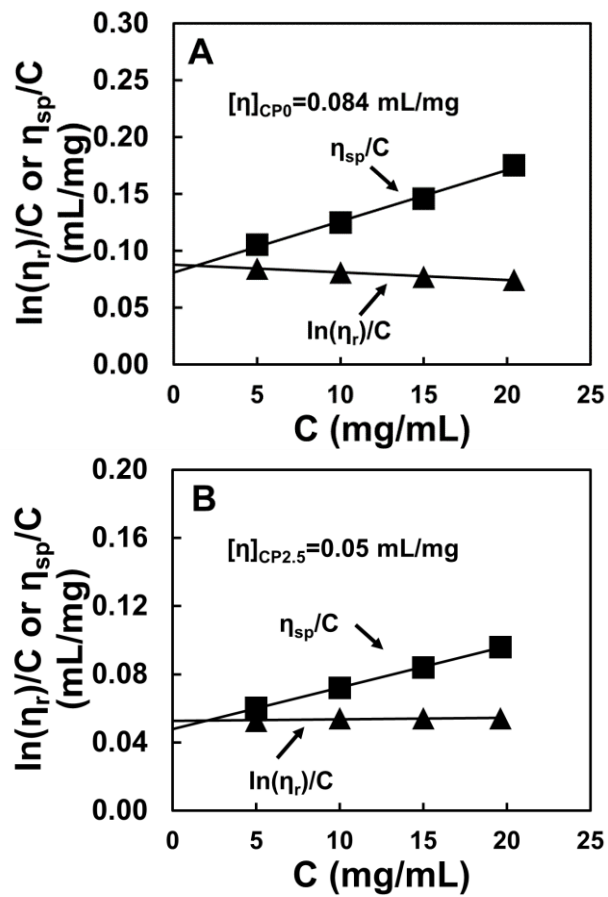 A
[η]CP0=0.084 mL/mg
ηsp/C
ln(ηr)/C
ln(ηr)/C or ηsp/C
(mL/mg)
0.30
0.25
0.20
0.15
0.10
0.05
0.00
0 5 10 15 20 25
C (mg/mL)
B
[η]CP2.5=0.05 mL/mg
ηsp/C
ln(ηr)/C
ln(ηr)/C or ηsp/C
(mL/mg)
0.20
0.16
0.12
0.08
0.04
0.00
0 5 10 15 20 25
C (mg/mL)